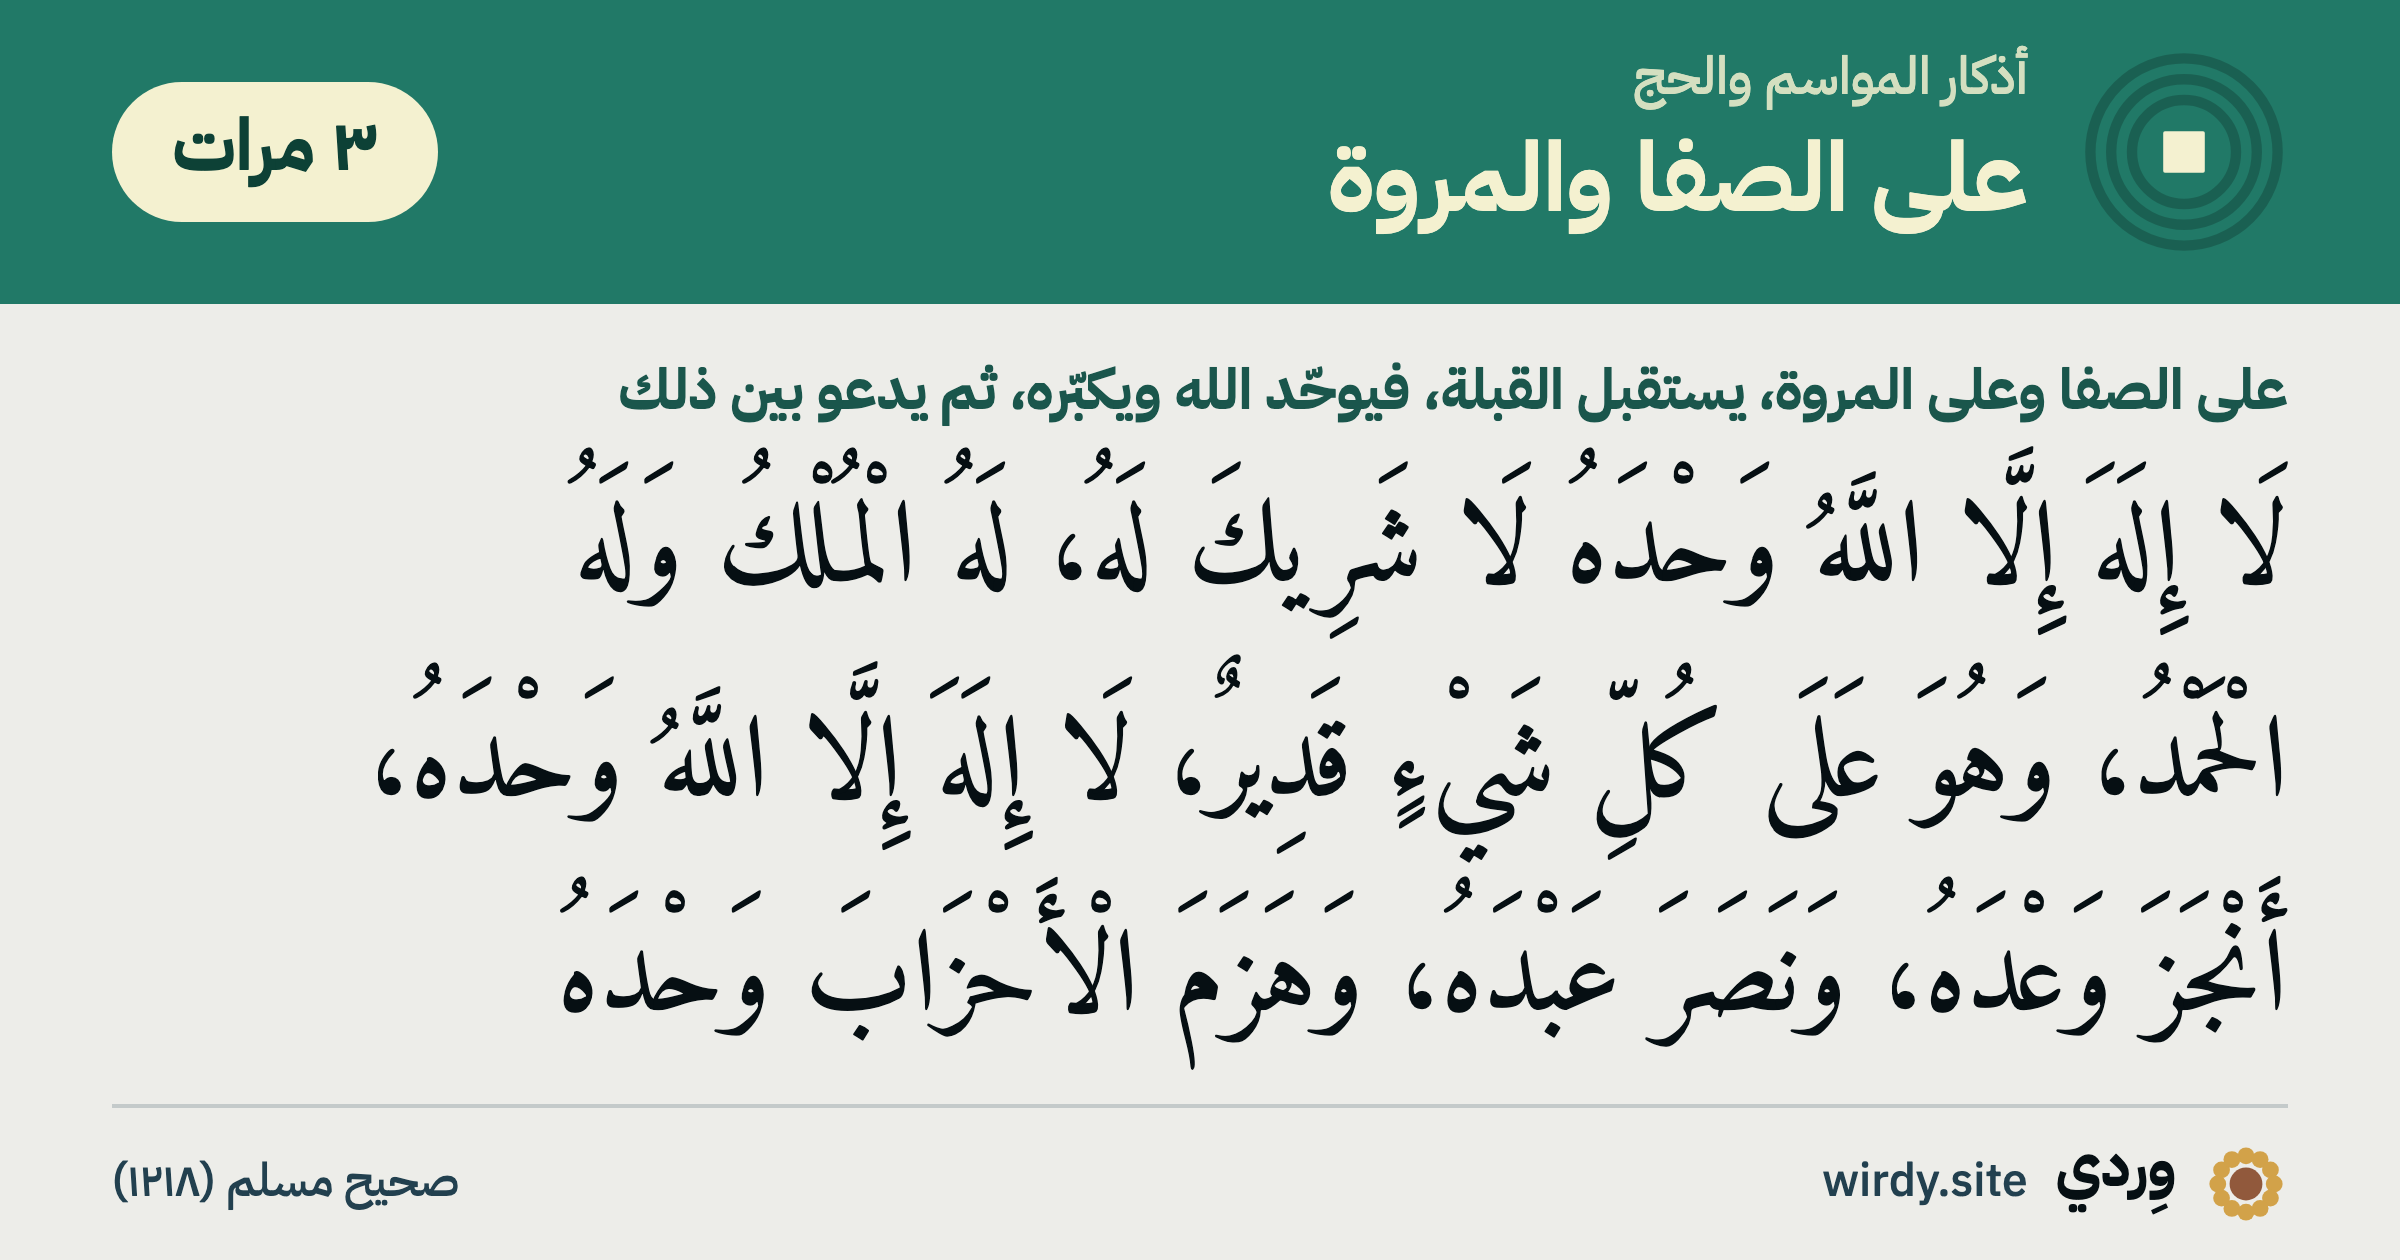 أذكار المواسم والحج
على الصفا والمروة
٣ مرات
على الصفا وعلى المروة، يستقبل القبلة، فيوحّد الله ويكبّره، ثم يدعو بين ذلك
لَا إِلَهَ إِلَّا اللَّهُ وَحْدَهُ لَا شَرِيكَ لَهُ، لَهُ الْمُلْكُ وَلَهُ
الْحَمْدُ، وَهُوَ عَلَى كُلِّ شَيْءٍ قَدِيرٌ، لَا إِلَهَ إِلَّا اللَّهُ وَحْدَهُ،
أَنْجَزَ وَعْدَهُ، وَنَصَرَ عَبْدَهُ، وَهَزَمَ الْأَحْزَابَ وَحْدَهُ
وِردي wirdy.site
صحيح مسلم (١٢١٨)